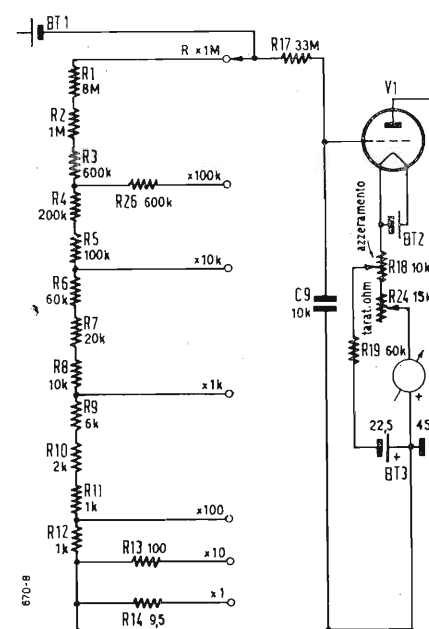 BT1
R x1M
R17 33M
V1
R1
8M
R2
1M
R3
600k
x100k
R26 600k
R4
200k
R5
100k
x10k
BT2
azzeramento
R18 10k
R6
60k
R24 15k
tarat.ohm
C9
10k
R7
20k
R19 60k
R8
10k
x1k
R9
6k
+
22,5
45
R10
2k
+
BT3
R11
1k
x100
R12
1k
R13 100
x10
x1
R14 9,5
670-8